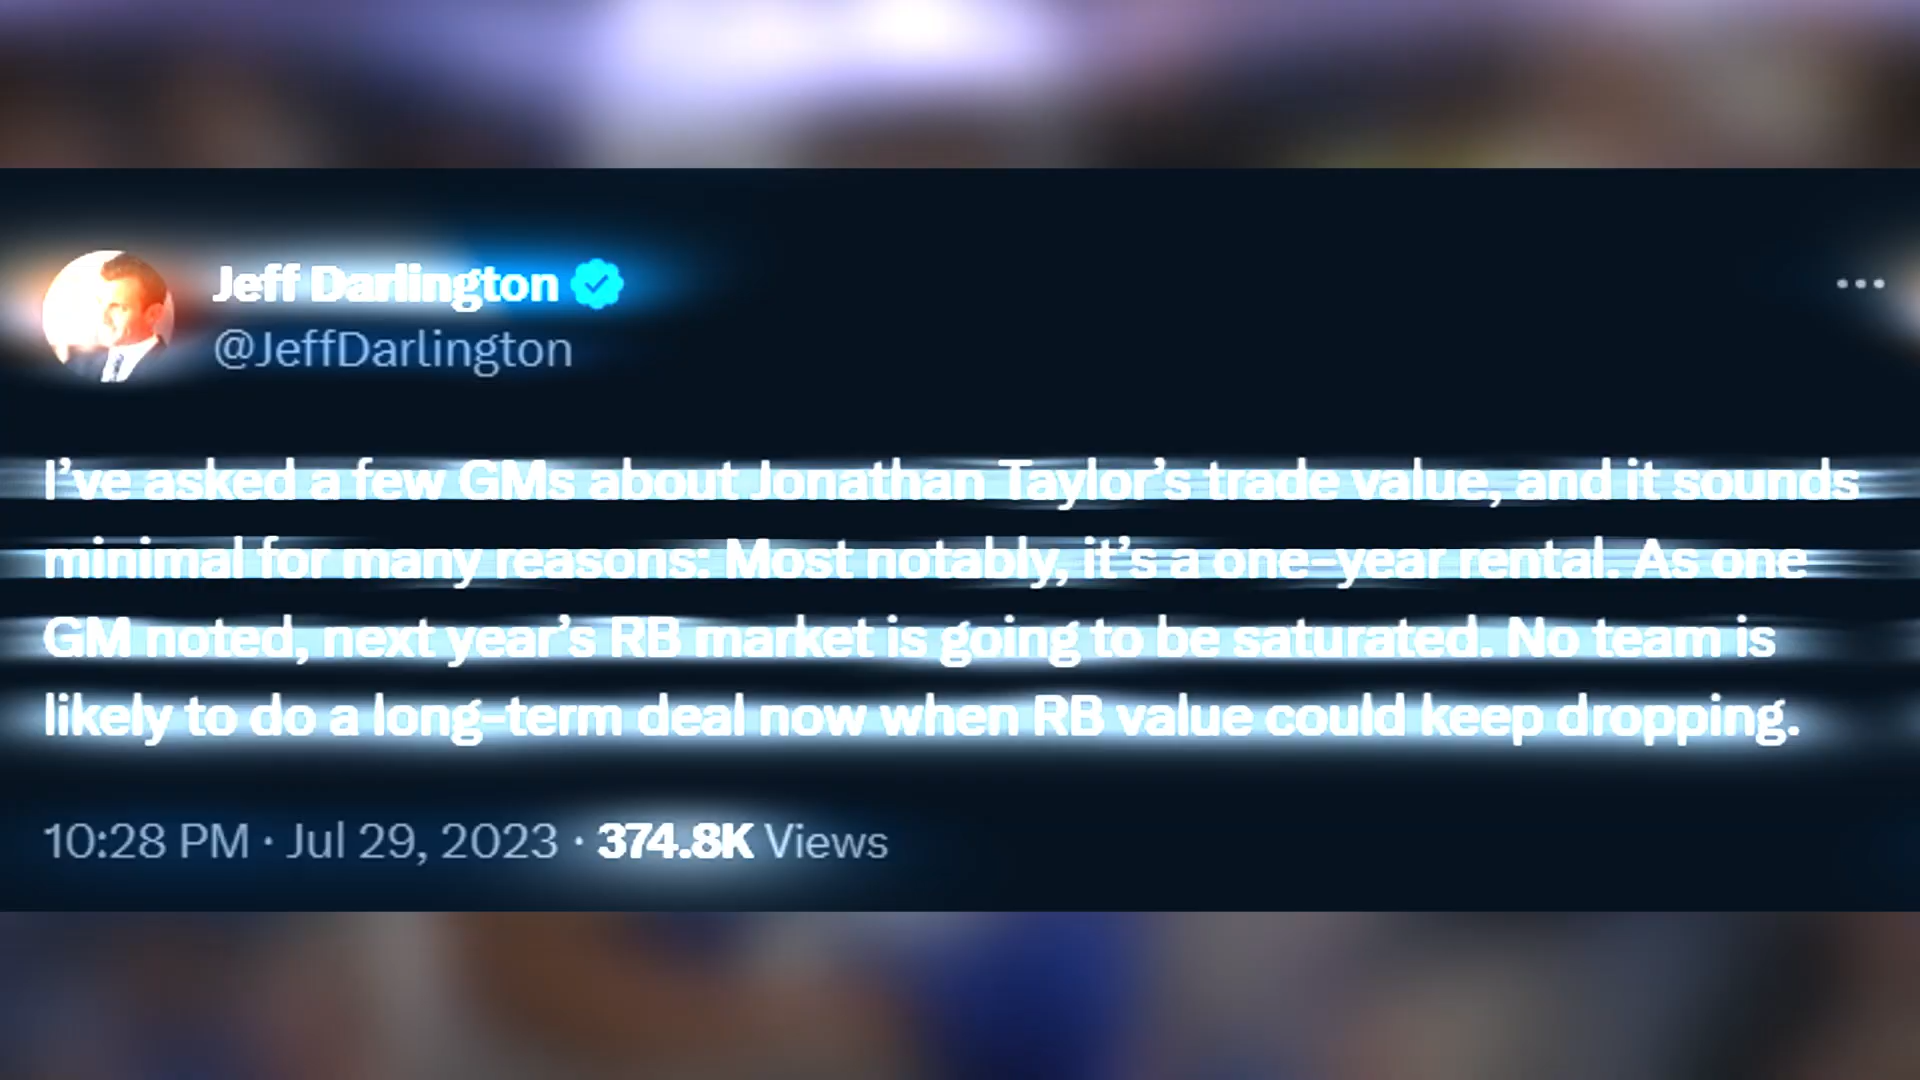 Jeff Darlington
@JeffDarlington
I’ve asked a few GMs about Jonathan Taylor’s trade value, and it sounds
minimal for many reasons: Most notably, it’s a one-year rental. As one
GM noted, next year’s RB market is going to be saturated. No team is
likely to do a long-term deal now when RB value could keep dropping.
10:28 PM · Jul 29, 2023 · 374.8K Views